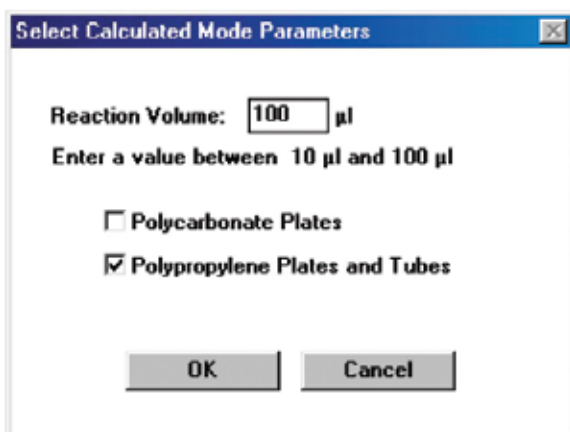 Select Calculated Mode Parameters
Reaction Volume: 100 µl
Enter a value between 10 µl and 100 µl
Polycarbonate Plates
Polypropylene Plates and Tubes
OK Cancel